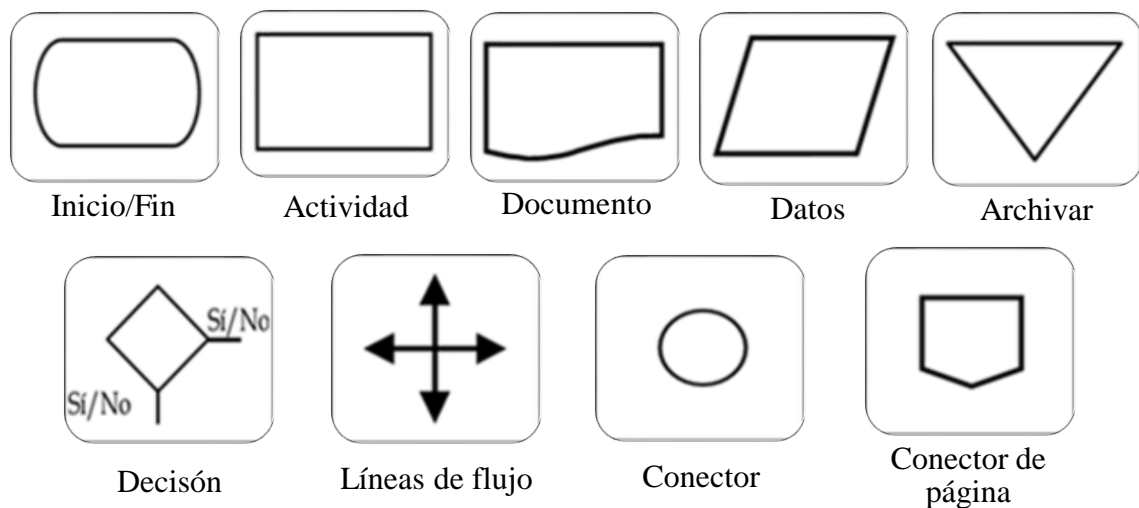 Inicio/Fin
Actividad
Documento
Datos
Archivar
Sí/No
Sí/No
Decisón
Líneas de flujo
Conector
Conector de
página